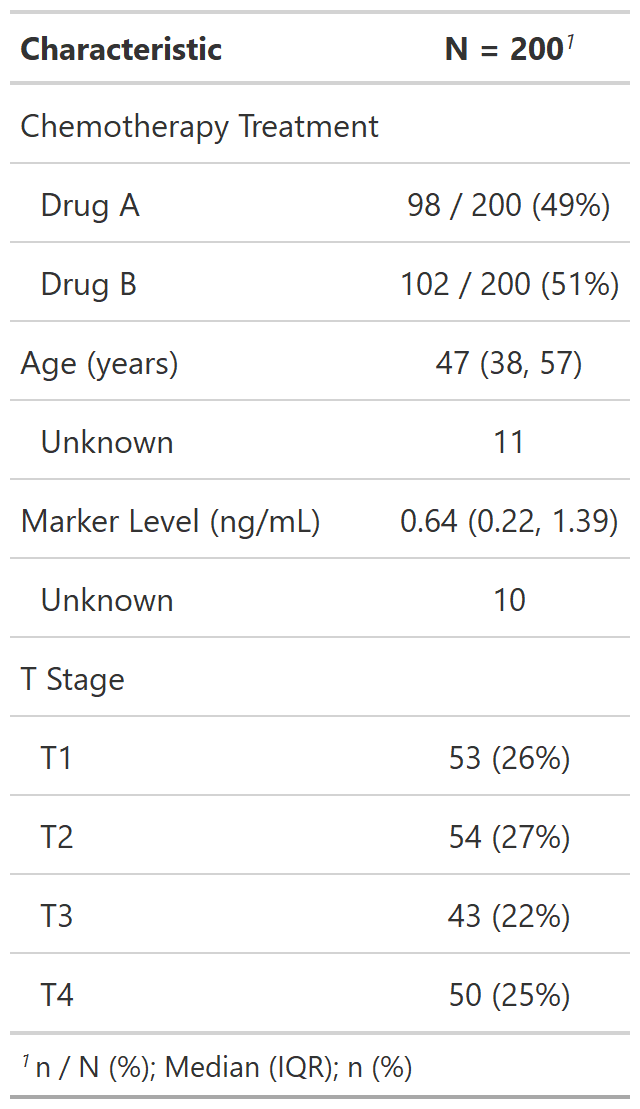 Characteristic N = 200¹
Chemotherapy Treatment
Drug A 98 / 200 (49%)
Drug B 102 / 200 (51%)
Age (years) 47 (38, 57)
Unknown 11
Marker Level (ng/mL) 0.64 (0.22, 1.39)
Unknown 10
T Stage
T1 53 (26%)
T2 54 (27%)
T3 43 (22%)
T4 50 (25%)
¹ n / N (%); Median (IQR); n (%)